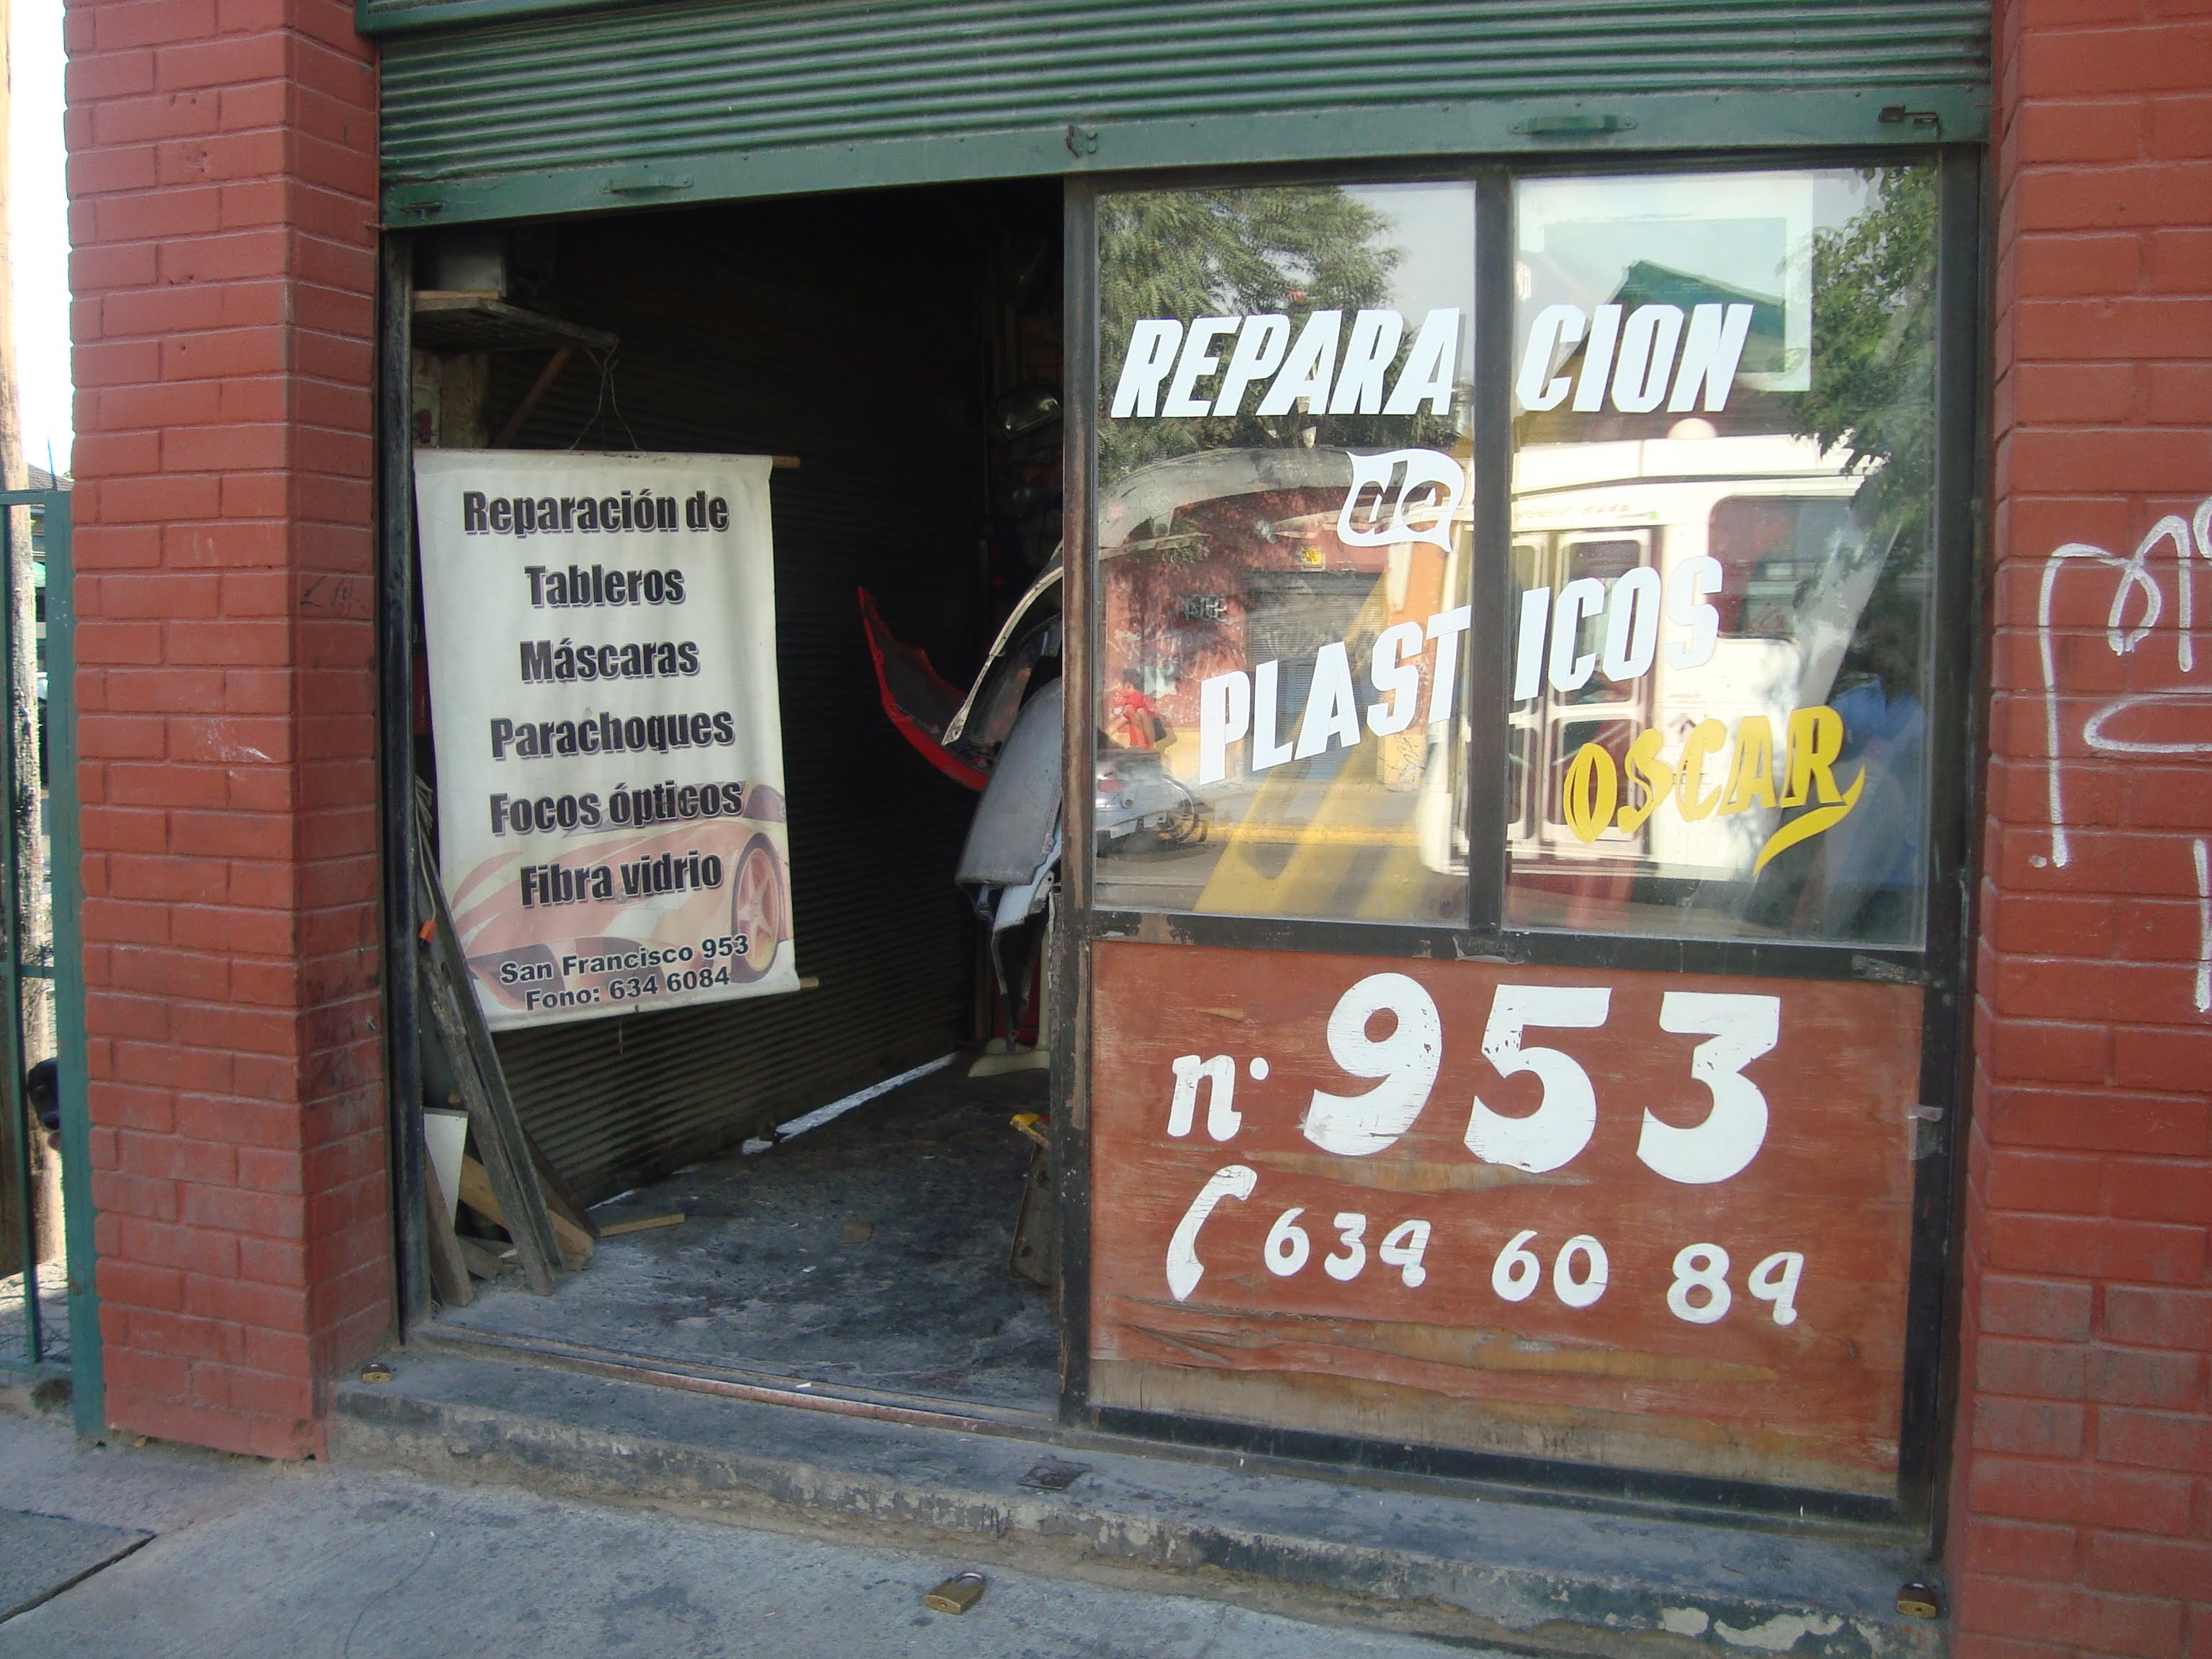 Reparación de
Tableros
Máscaras
Parachoques
Focos ópticos
Fibra vidrio
San Francisco 953
Fono: 634 6084
REPARACION
de
PLASTICOS
OSCAR
n. 953
634 60 84